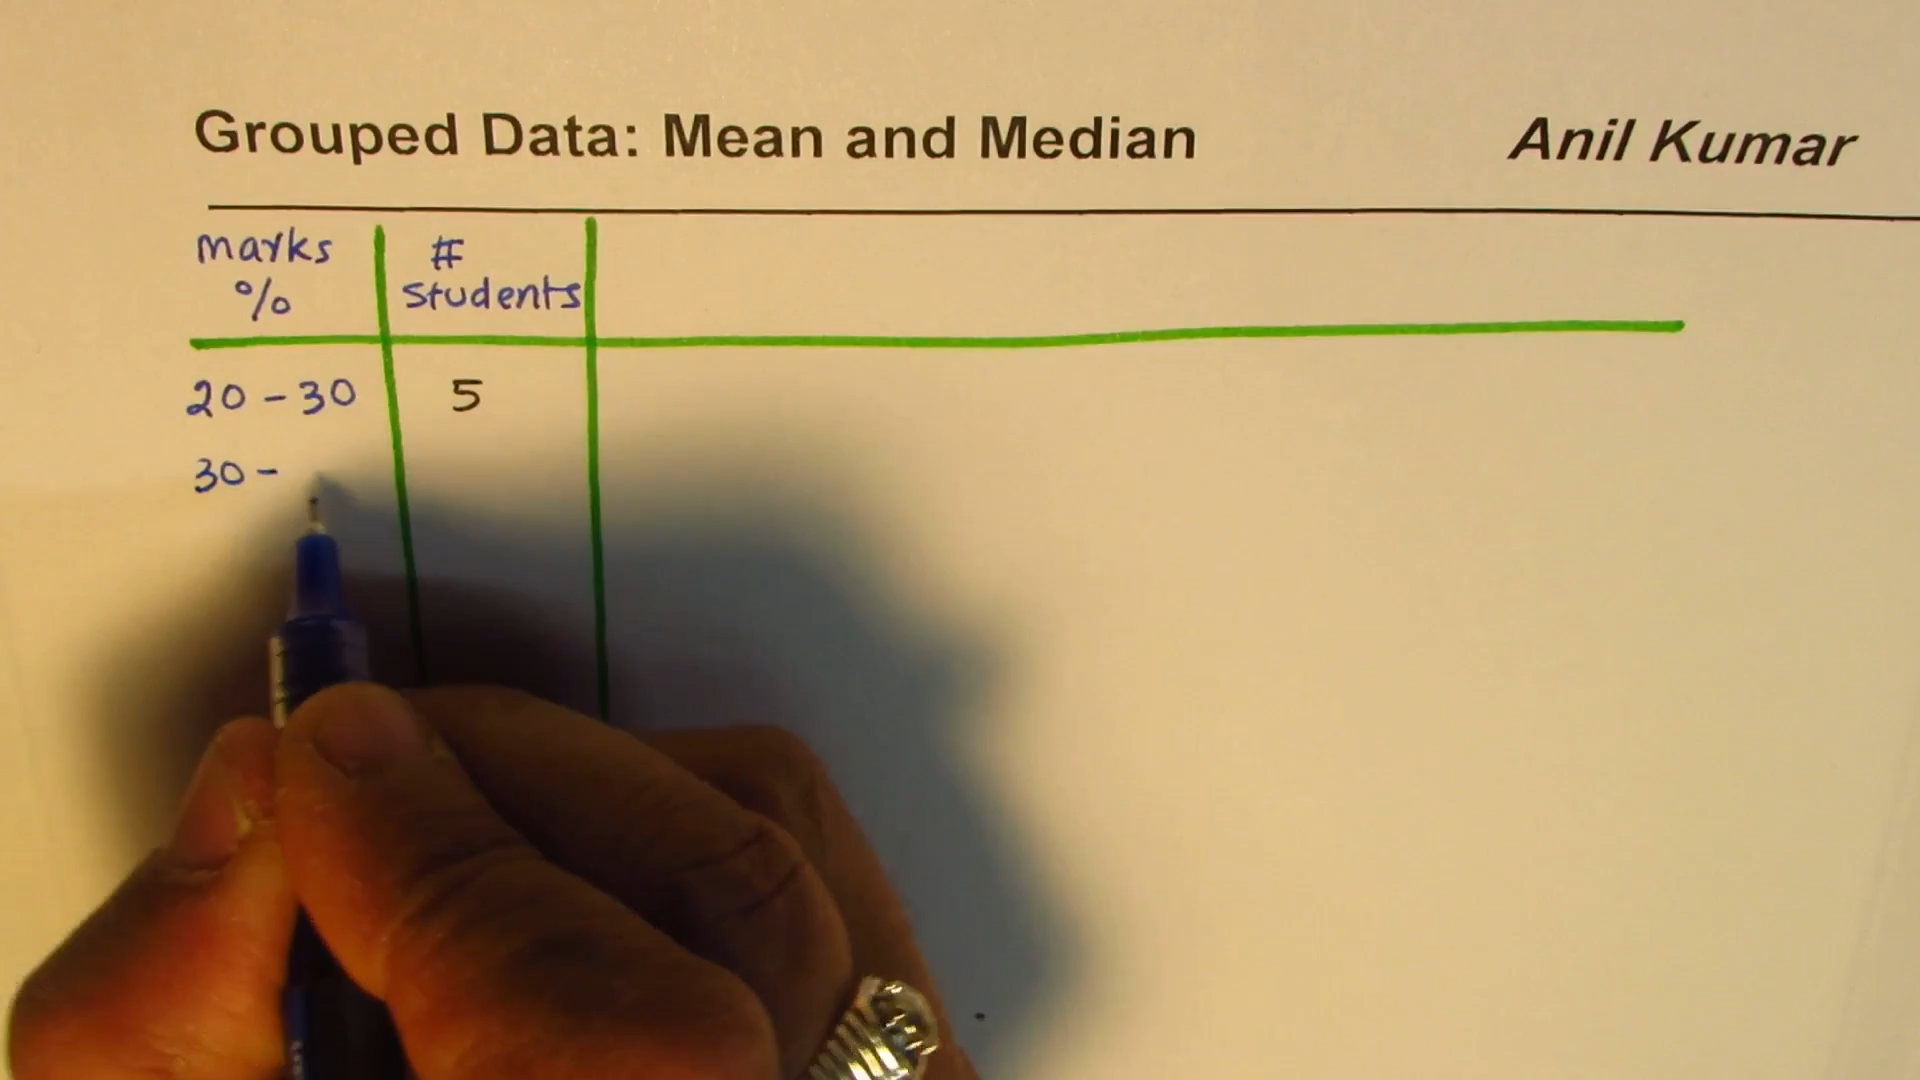 Grouped Data: Mean and Median Anil Kumar
marks % # students
20 - 30 5
30 -